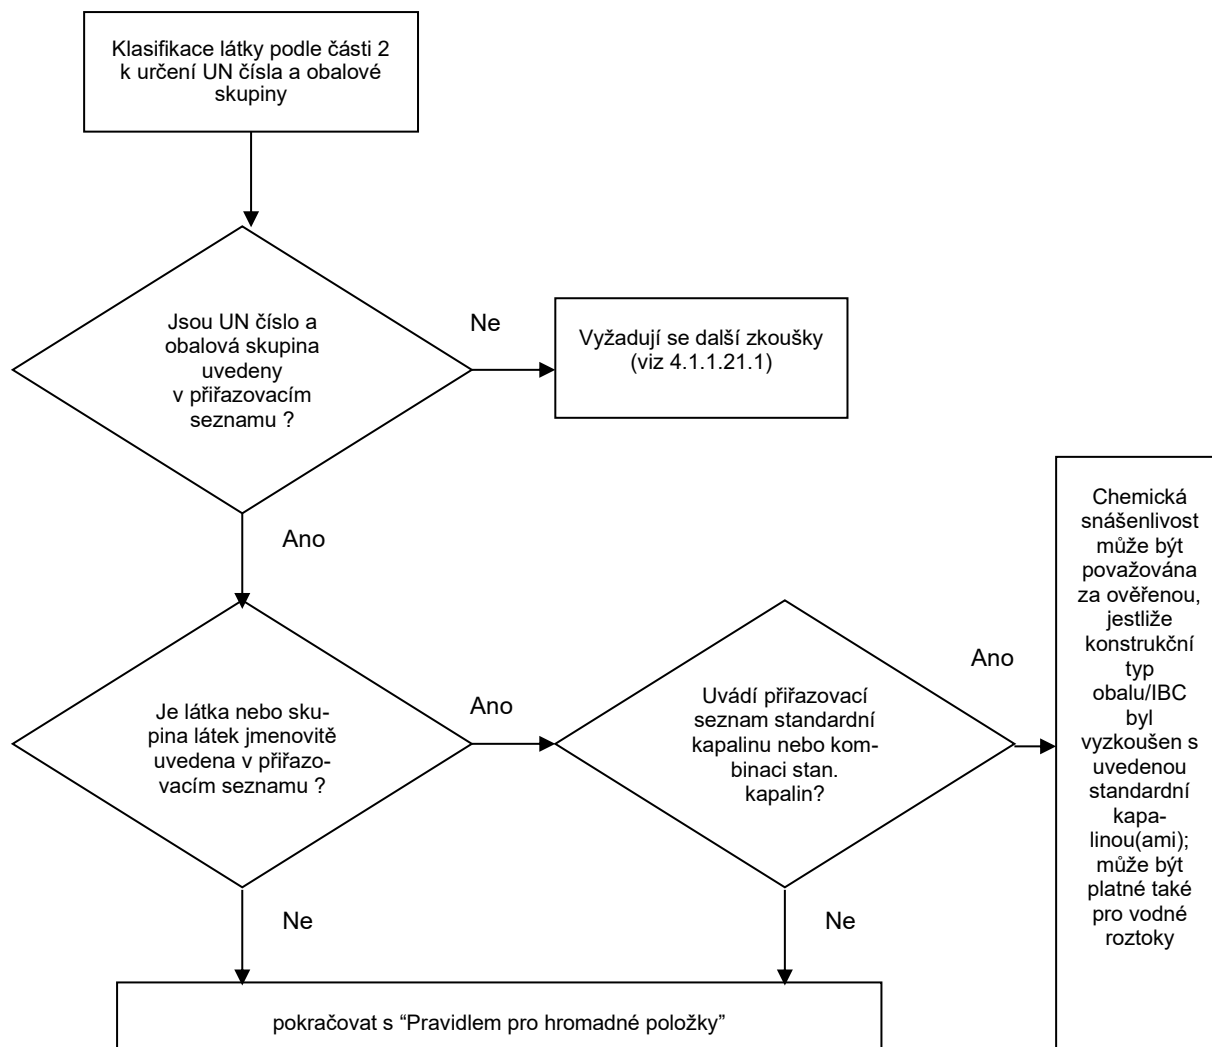 Klasifikace látky podle části 2
k určení UN čísla a obalové
skupiny
Jsou UN číslo a
obalová skupina
uvedeny
v přiřazovacím
seznamu ?
Ne
Vyžadují se další zkoušky
(viz 4.1.1.21.1)
Ano
Je látka nebo sku-
pina látek jmenovitě
uvedena v přiřazo-
vacím seznamu ?
Ano
Uvádí přiřazovací
seznam standardní
kapalinu nebo kom-
binaci stan.
kapalin?
Ano
Chemická
snášenlivost
může být
považována
za ověřenou,
jestliže
konstrukční
typ
obalu/IBC
byl
vyzkoušen s
uvedenou
standardní
kapa-
linou(ami);
může být
platné také
pro vodné
roztoky
Ne
Ne
pokračovat s “Pravidlem pro hromadné položky”